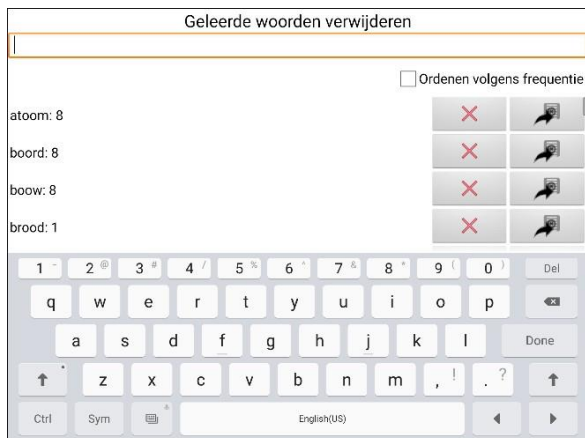 Geleerde woorden verwijderen
Ordenen volgens frequentie
atoom: 8
boord: 8
boow: 8
brood: 1
1 - 2 @ 3 # 4 / 5 % 6 ^ 7 & 8 * 9 ( 0 ) Del
q w e r t y u i o p
a s d f g h j k l Done
z x c v b n m , ! . ?
Ctrl Sym English(US)